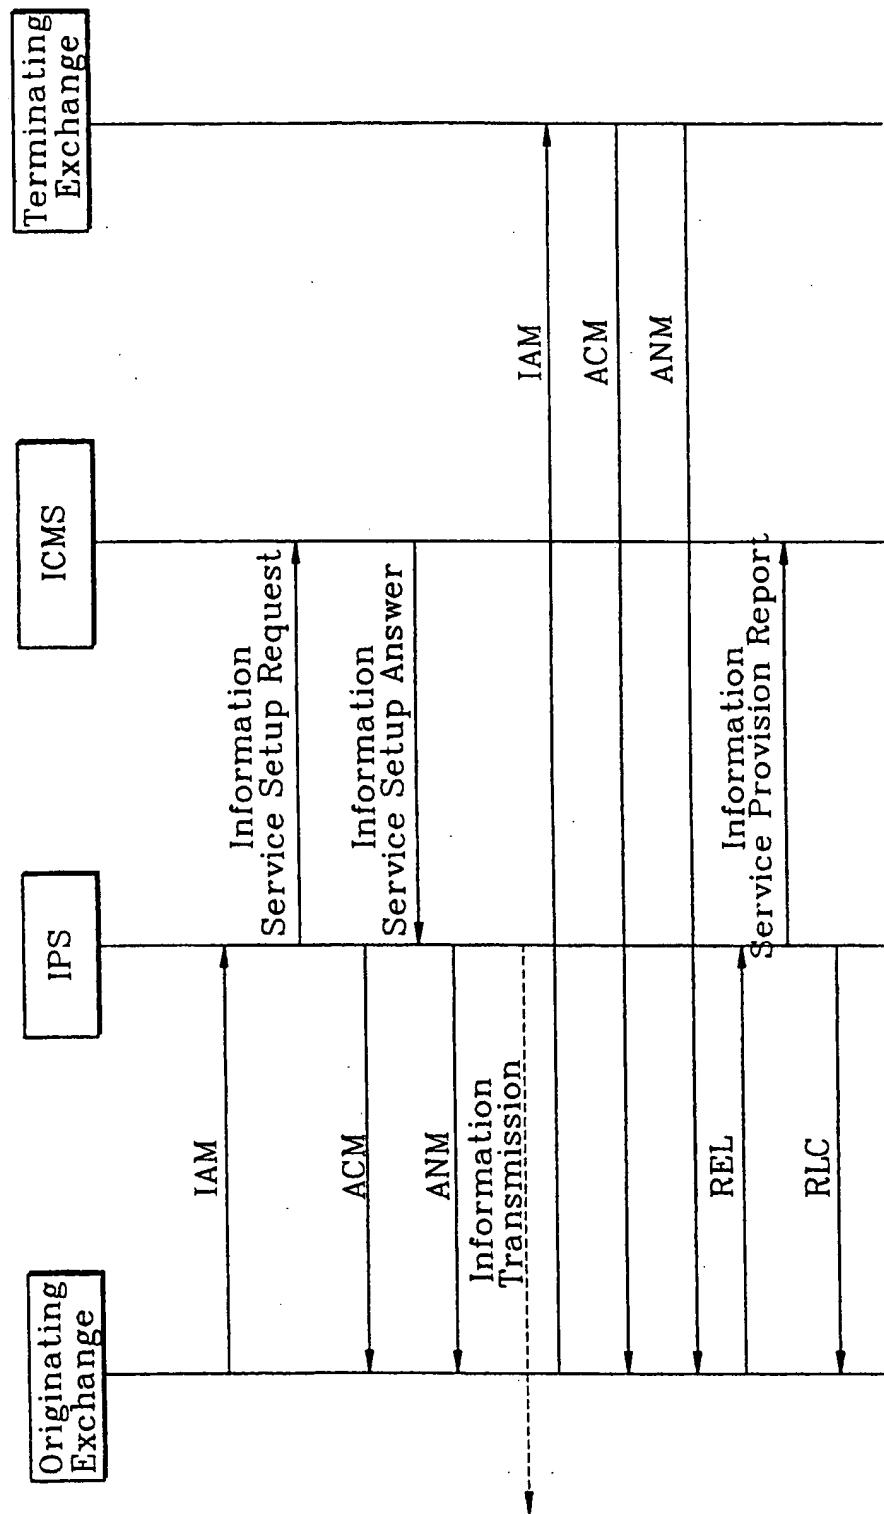 Originating
Exchange
IPS
ICMS
Terminating
Exchange
IAM
Information
Service Setup Request
ACM
Information
Service Setup Answer
ANM
Information
Transmission
IAM
ACM
ANM
REL
Information
Service Provision Report
RLC